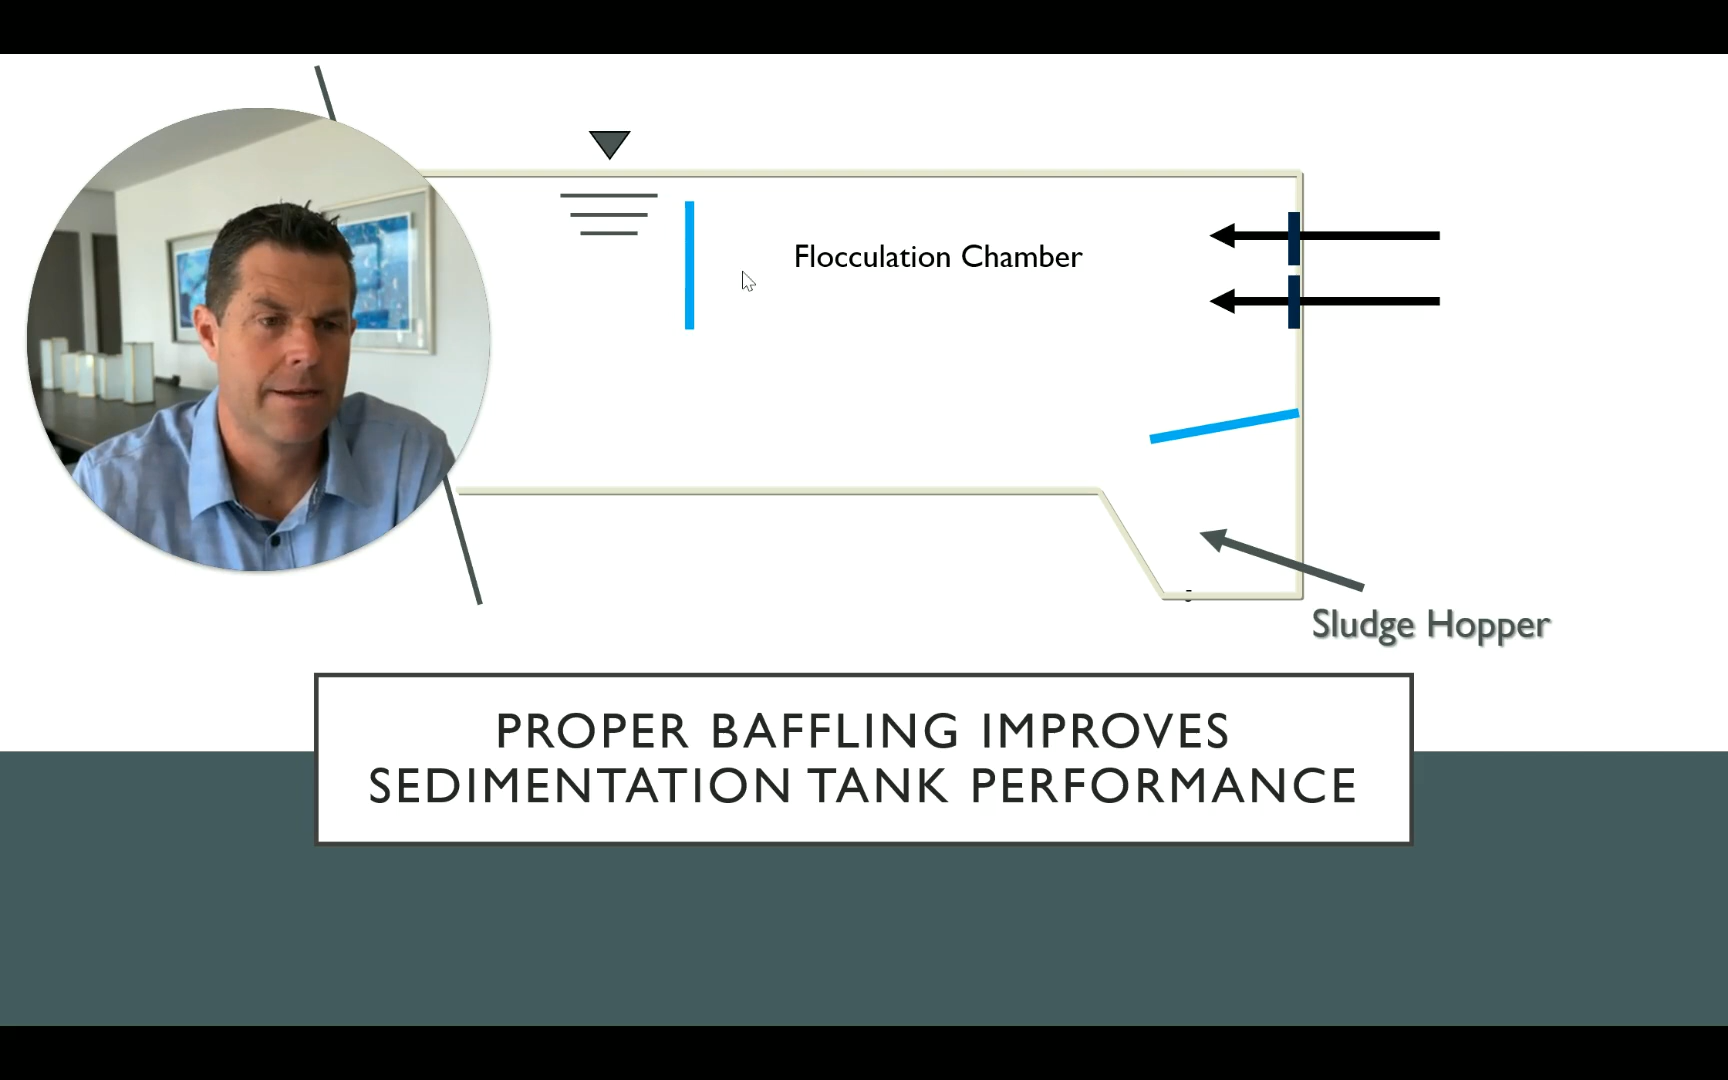 Flocculation Chamber
Sludge Hopper
PROPER BAFFLING IMPROVES
SEDIMENTATION TANK PERFORMANCE